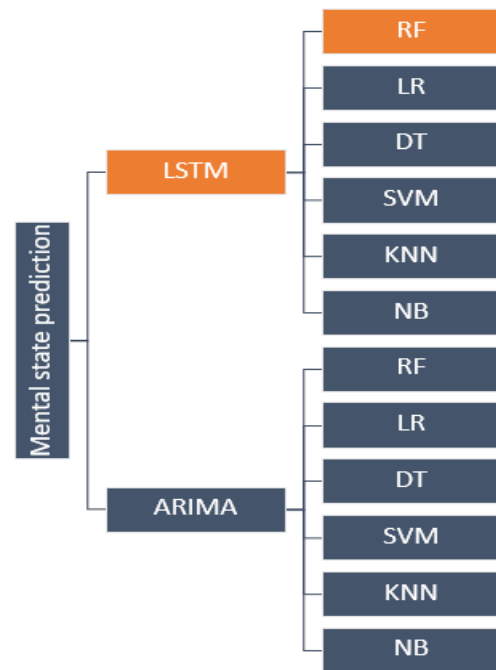 Mental state prediction
LSTM
RF
LR
DT
SVM
KNN
NB
ARIMA
RF
LR
DT
SVM
KNN
NB